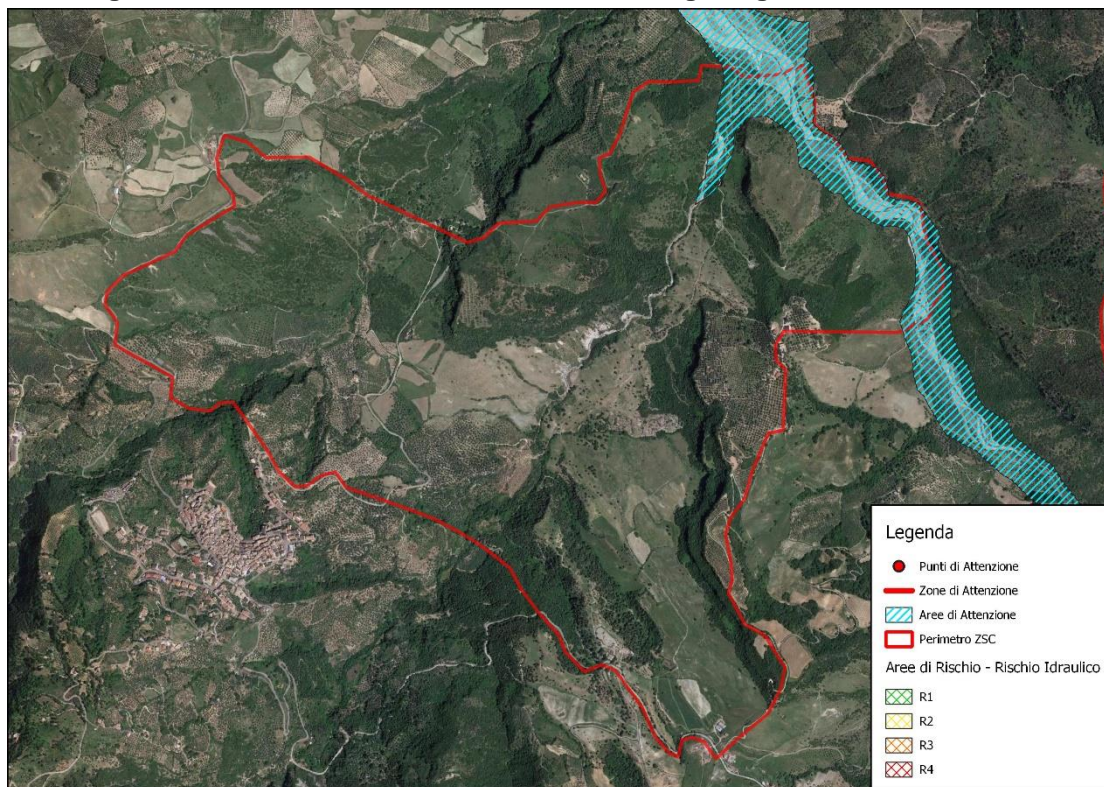 Legenda
Punti di Attenzione
Zone di Attenzione
Aree di Attenzione
Perimetro ZSC
Aree di Rischio - Rischio Idraulico
R1
R2
R3
R4